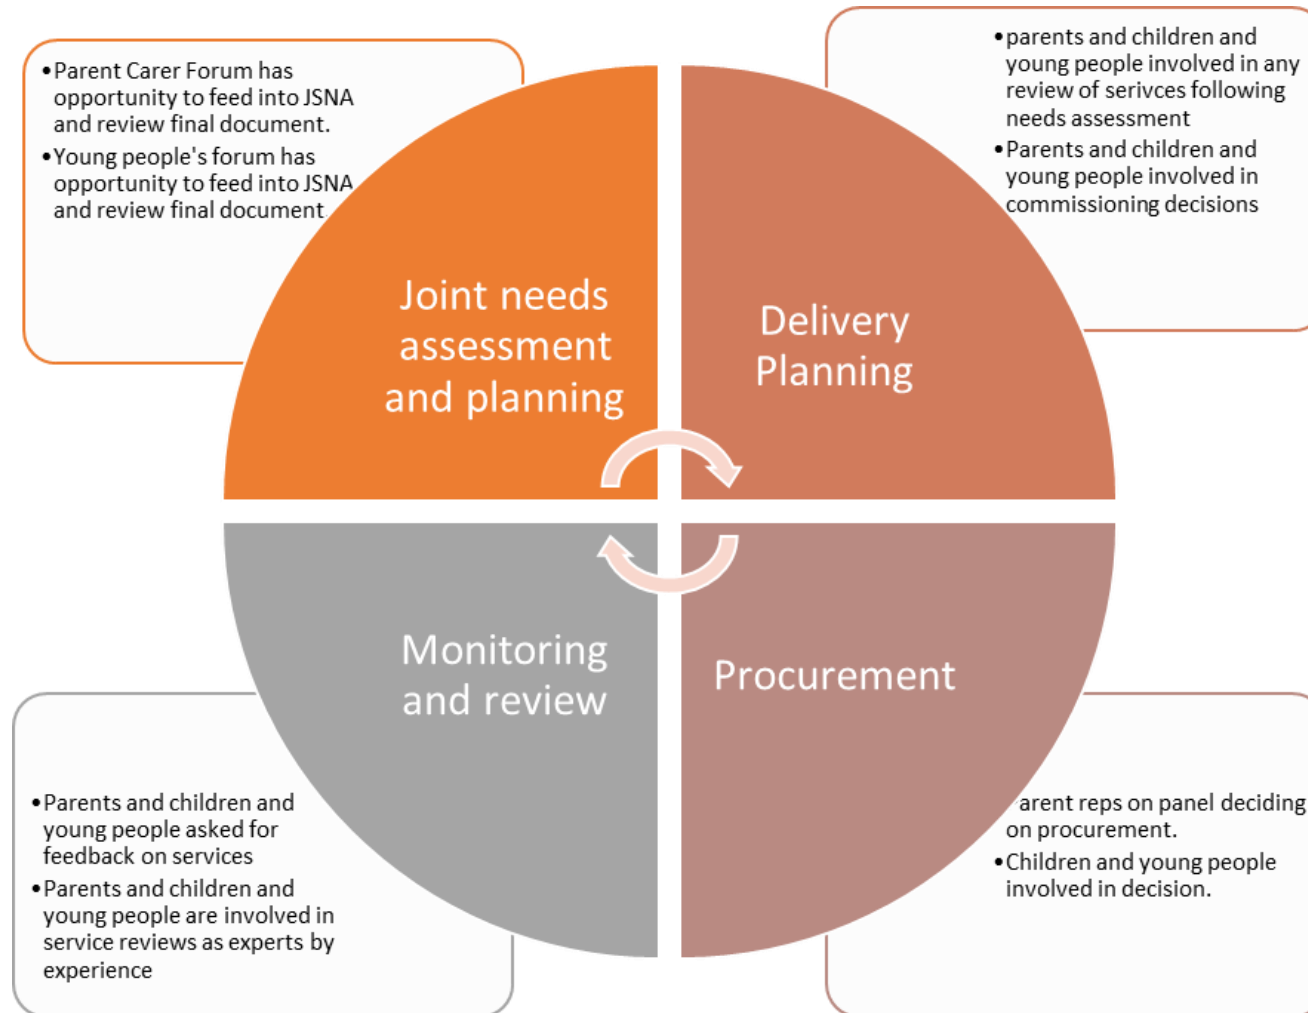 •Parent Carer Forum has
opportunity to feed into JSNA
and review final document.
•Young people's forum has
opportunity to feed into JSNA
and review final document
•parents and children and
young people involved in any
review of serivces following
needs assessment
•Parents and children and
young people involved in
commissioning decisions
Joint needs
assessment
and planning
Delivery
Planning
Monitoring
and review
Procurement
•Parents and children and
young people asked for
feedback on services
•Parents and children and
young people are involved in
service reviews as experts by
experience
arent reps on panel deciding
on procurement.
•Children and young people
involved in decision.